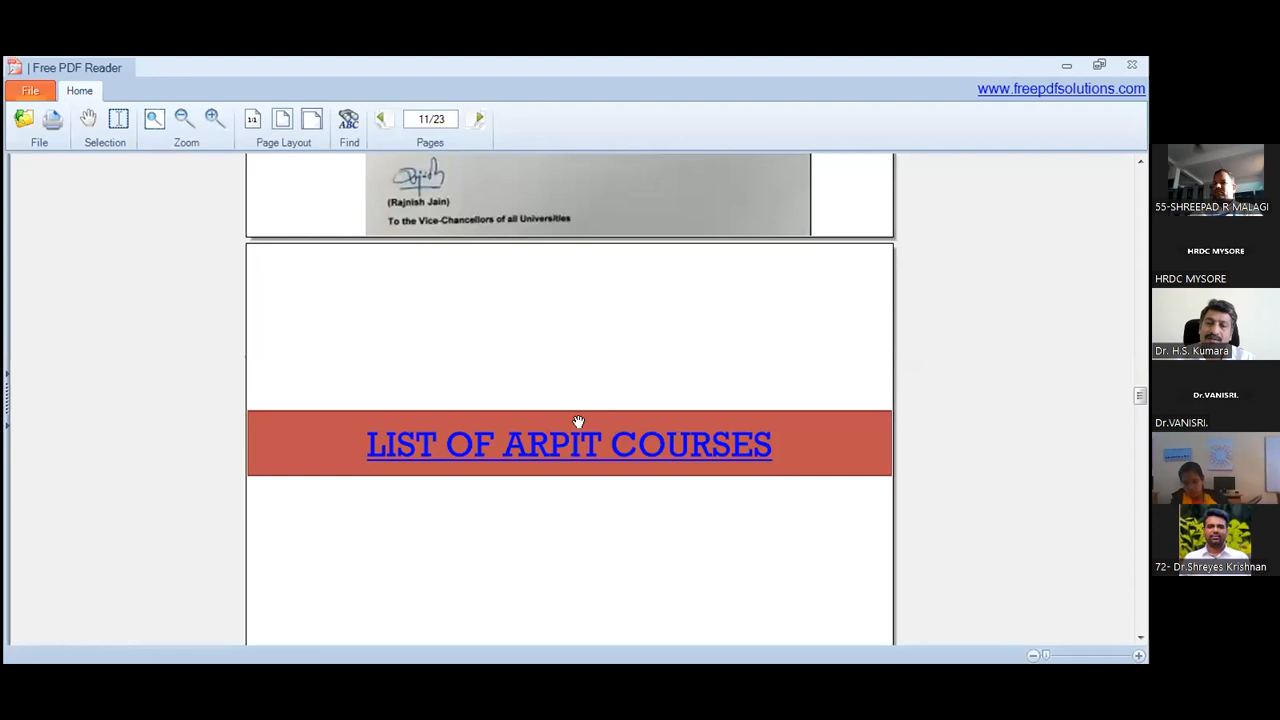 | Free PDF Reader
File
Home
www.freepdfsolutions.com
1:1
ABC
11/23
File
Selection
Zoom
Page Layout
Find
Pages
(Rajnish Jain)
To the Vice-Chancellors of all Universities
LIST OF ARPIT COURSES
55-SHREEPAD R MALAGI
HRDC MYSORE
HRDC MYSORE
Dr. H.S. Kumara
Dr.VANISRI.
Dr.VANISRI.
72- Dr.Shreyes Krishnan